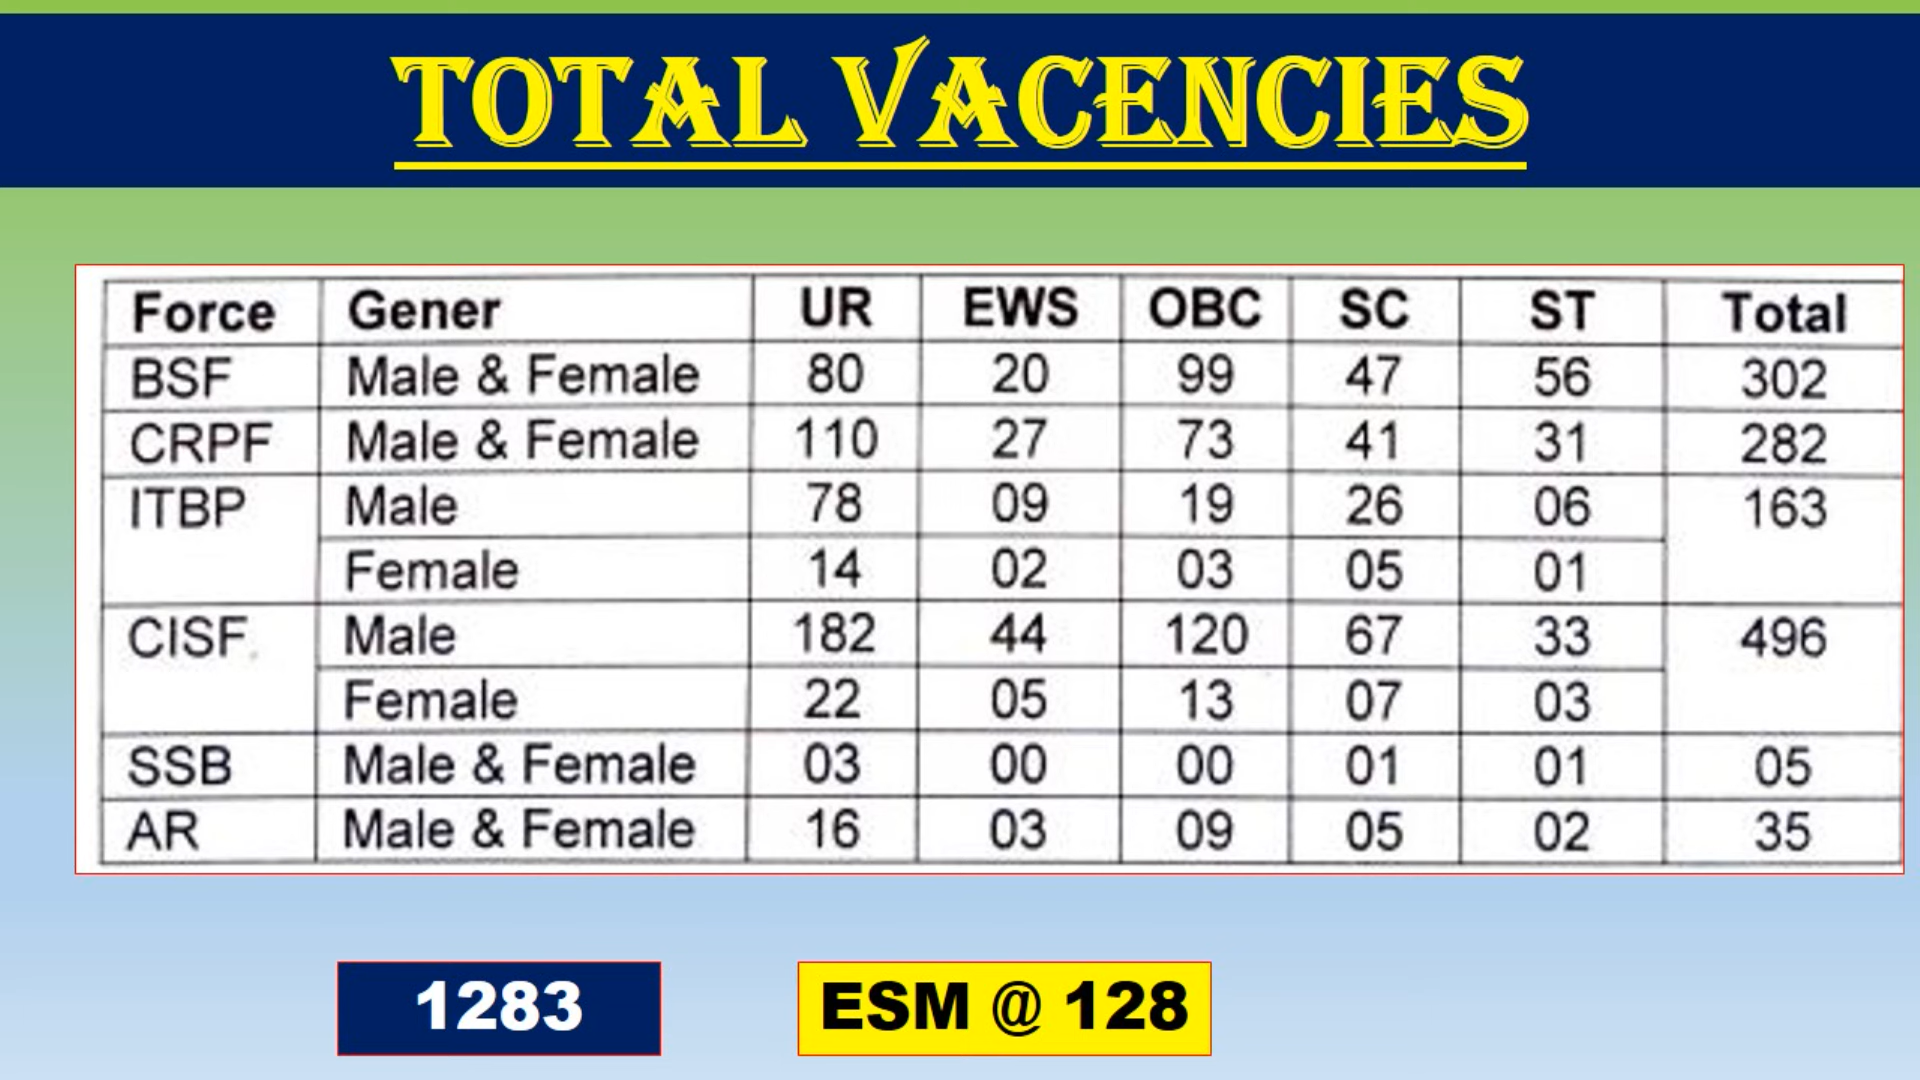 TOTAL VACENCIES
Force Gener UR EWS OBC SC ST Total
BSF Male & Female 80 20 99 47 56 302
CRPF Male & Female 110 27 73 41 31 282
ITBP Male 78 09 19 26 06 163
Female 14 02 03 05 01
CISF Male 182 44 120 67 33 496
Female 22 05 13 07 03
SSB Male & Female 03 00 00 01 01 05
AR Male & Female 16 03 09 05 02 35
1283
ESM @ 128